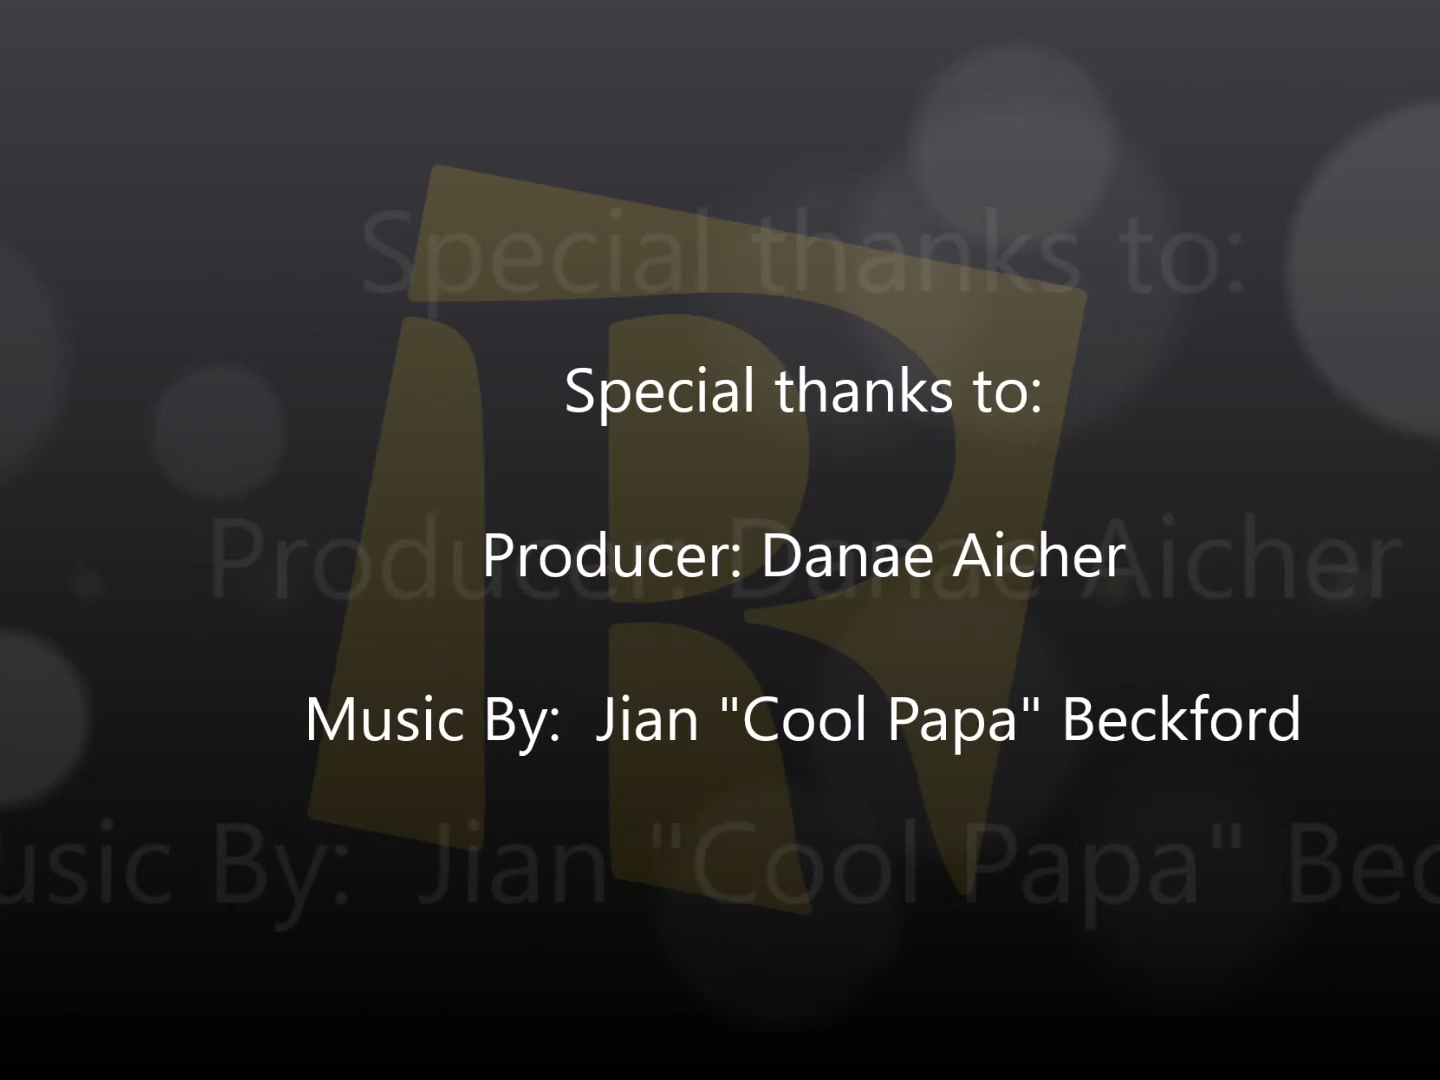 Special thanks to:
Producer: Danae Aicher
Music By:  Jian "Cool Papa" Beckford